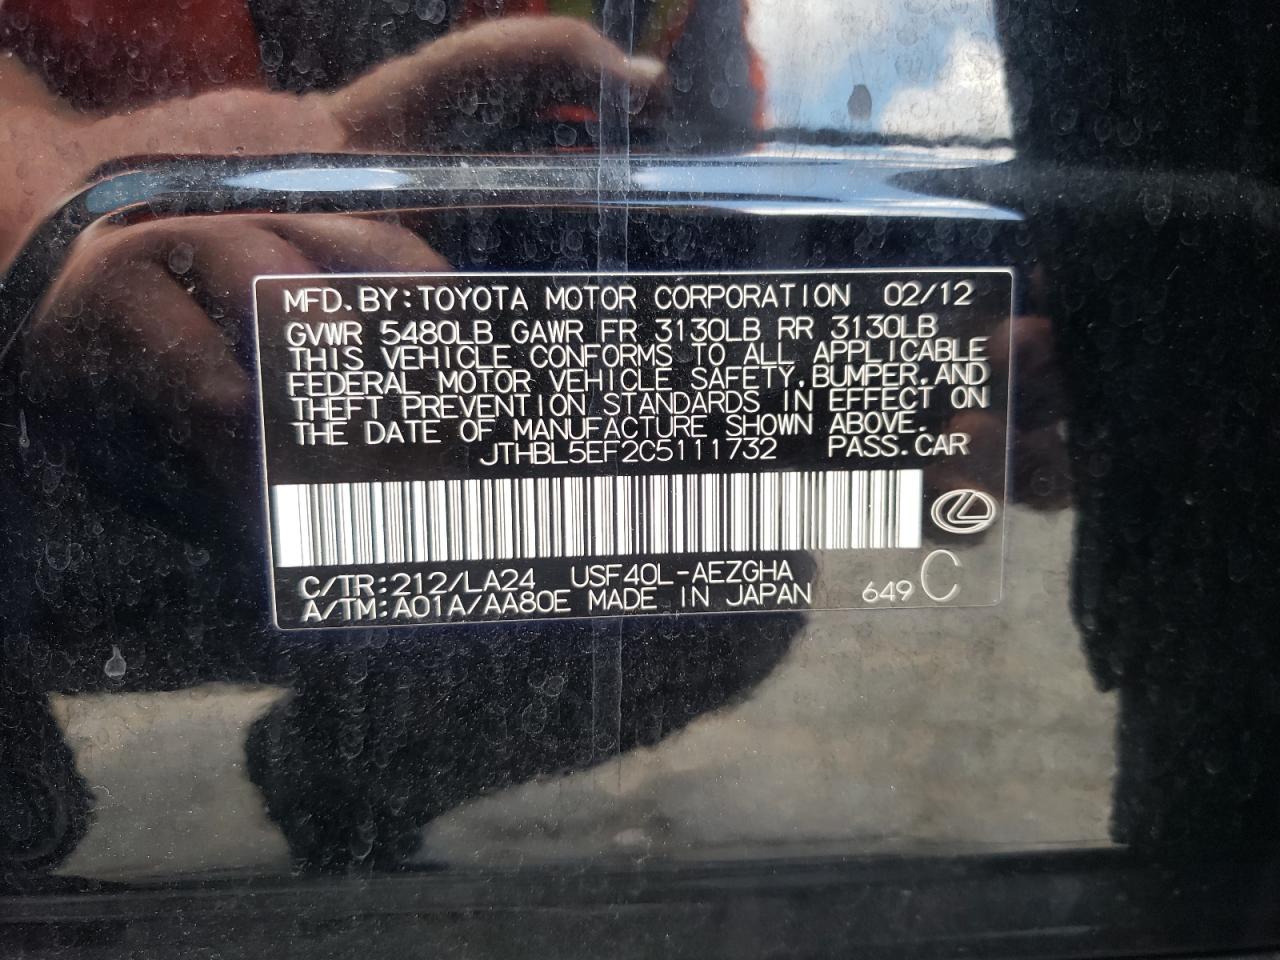 MFD.BY:TOYOTA MOTOR CORPORATION 02/12
GVWR 5480LB GAWR FR 3130LB RR 3130LB
THIS VEHICLE CONFORMS TO ALL APPLICABLE
FEDERAL MOTOR VEHICLE SAFETY,BUMPER,AND
THEFT PREVENTION STANDARDS IN EFFECT ON
THE DATE OF MANUFACTURE SHOWN ABOVE.
JTHBL5EF2C5111732 PASS.CAR
C/TR:212/LA24 USF40L-AEZGHA
A/TM:A01A/AA80E MADE IN JAPAN 649 C